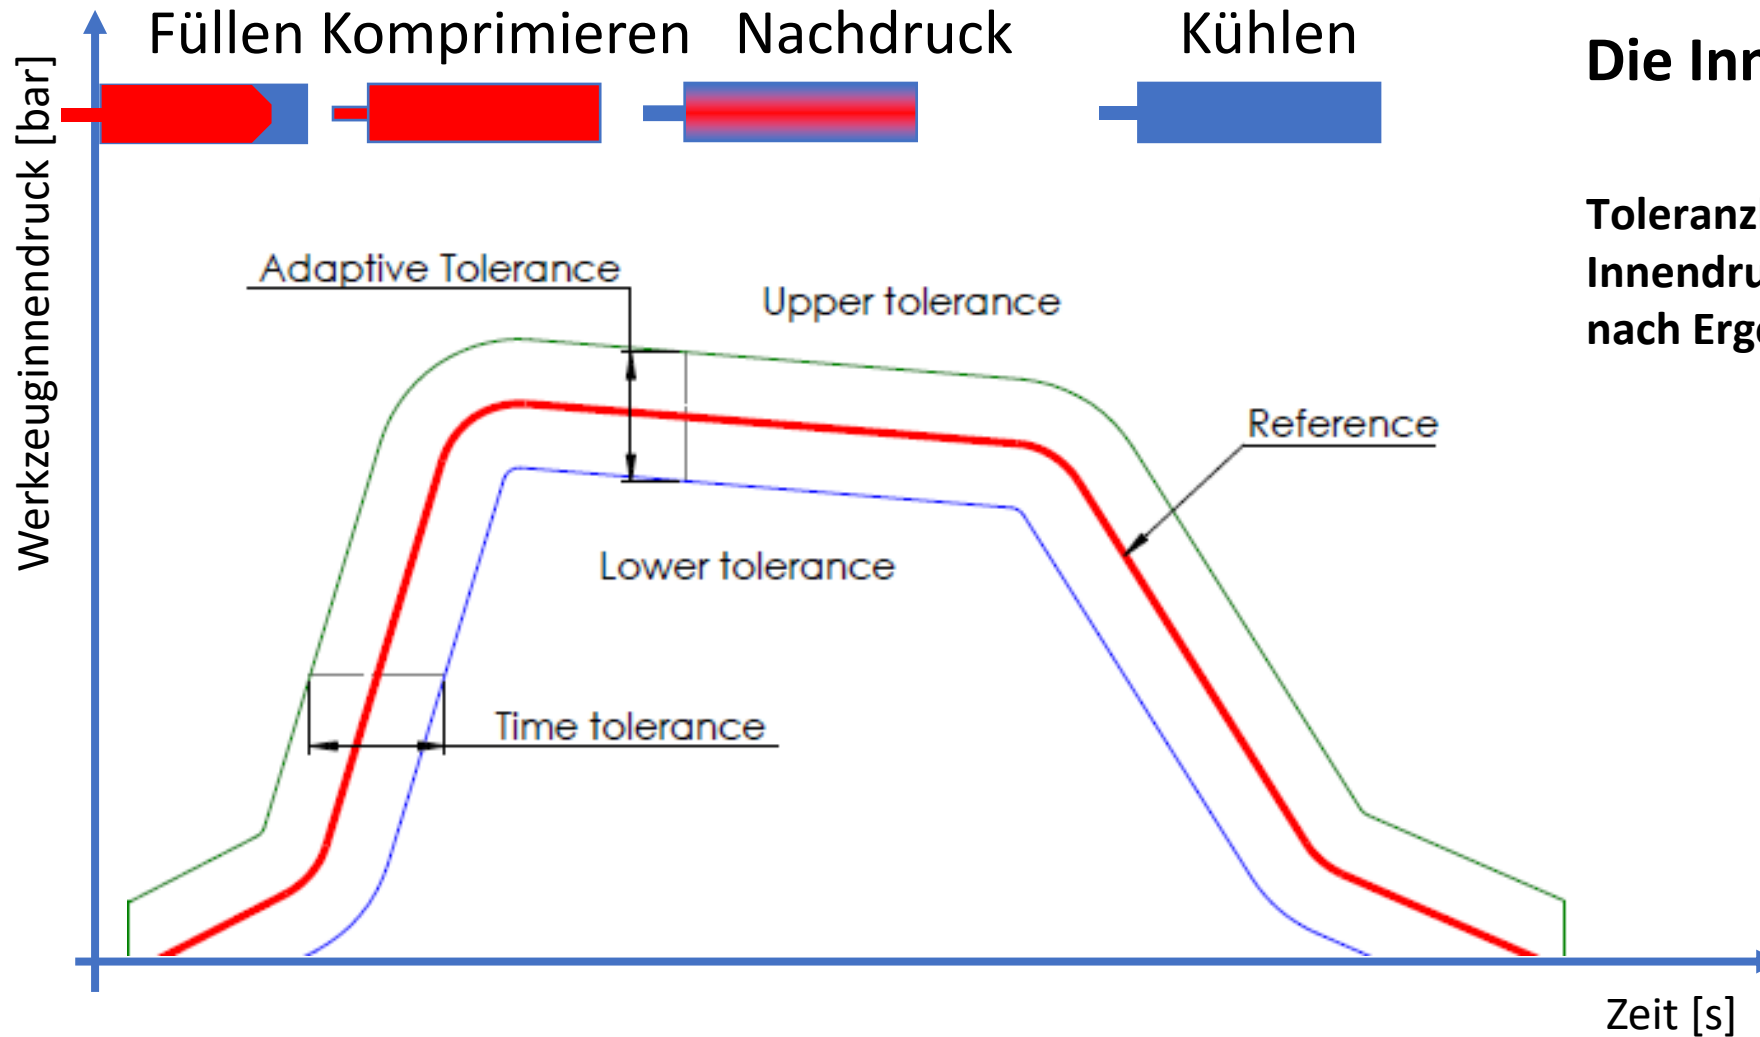 Füllen Komprimieren Nachdruck Kühlen
Werkzeuginnendruck [bar]
Die Inn
Toleranz
Innendru
nach Erg
Adaptive Tolerance
Upper tolerance
Reference
Lower tolerance
Time tolerance
Zeit [s]